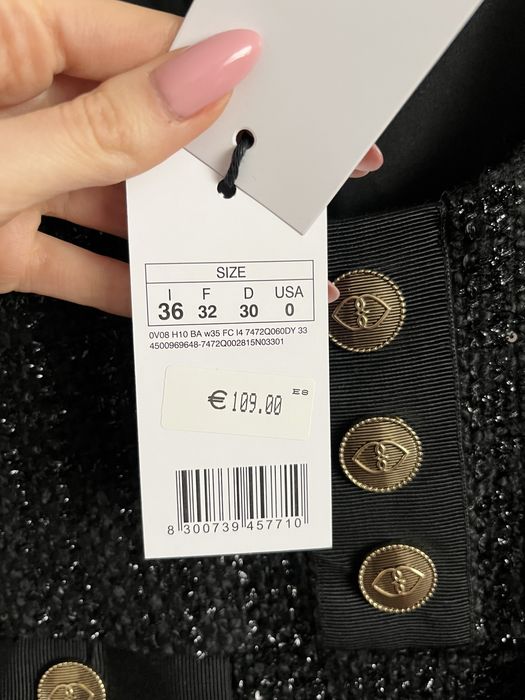 SIZE
I F D USA
36 32 30 0
0V08 H10 BA w35 FC I4 7472Q060DY 33
4500969648-7472Q002815N03301
ES
€109.00
8 300739 457710